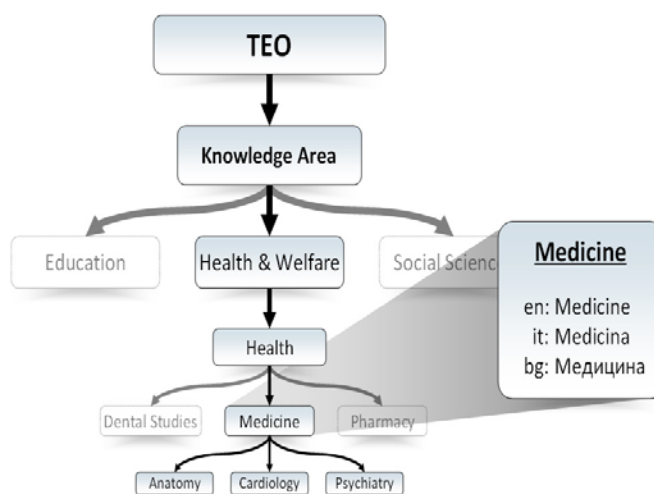 TEO
Knowledge Area
Education
Health & Welfare
Social Science
Medicine
en: Medicine
it: Medicina
bg: Медицина
Health
Dental Studies
Medicine
Pharmacy
Anatomy
Cardiology
Psychiatry